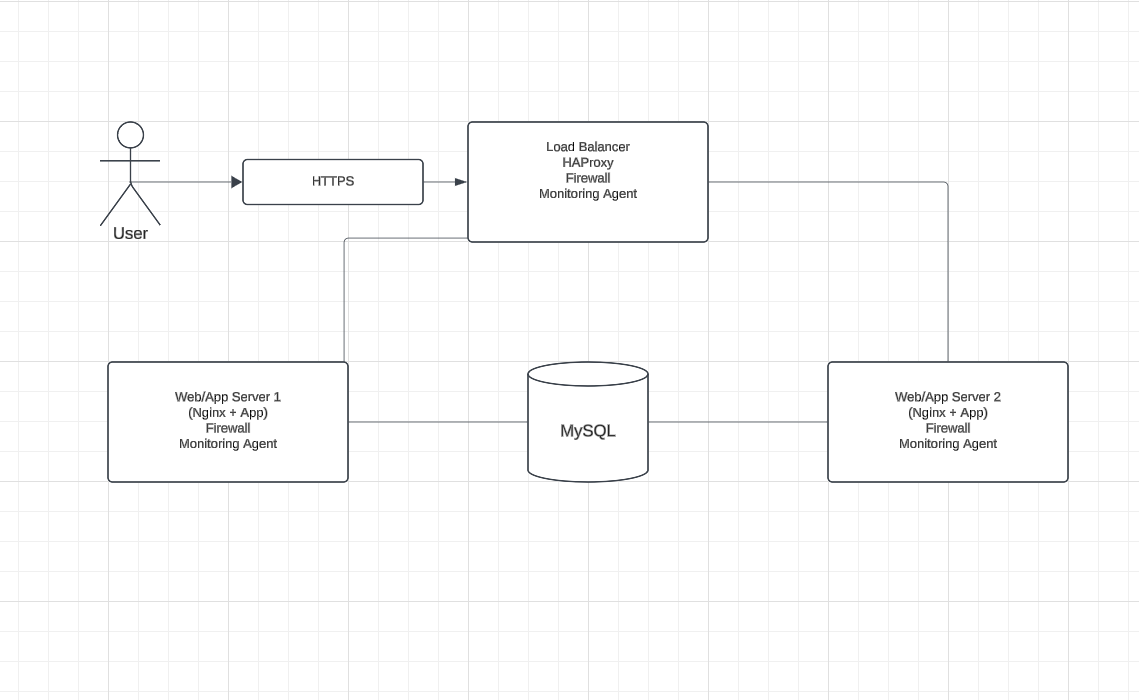 HTTPS
Load Balancer
HAProxy
Firewall
Monitoring Agent
User
Web/App Server 1
(Nginx + App)
Firewall
Monitoring Agent
MySQL
Web/App Server 2
(Nginx + App)
Firewall
Monitoring Agent